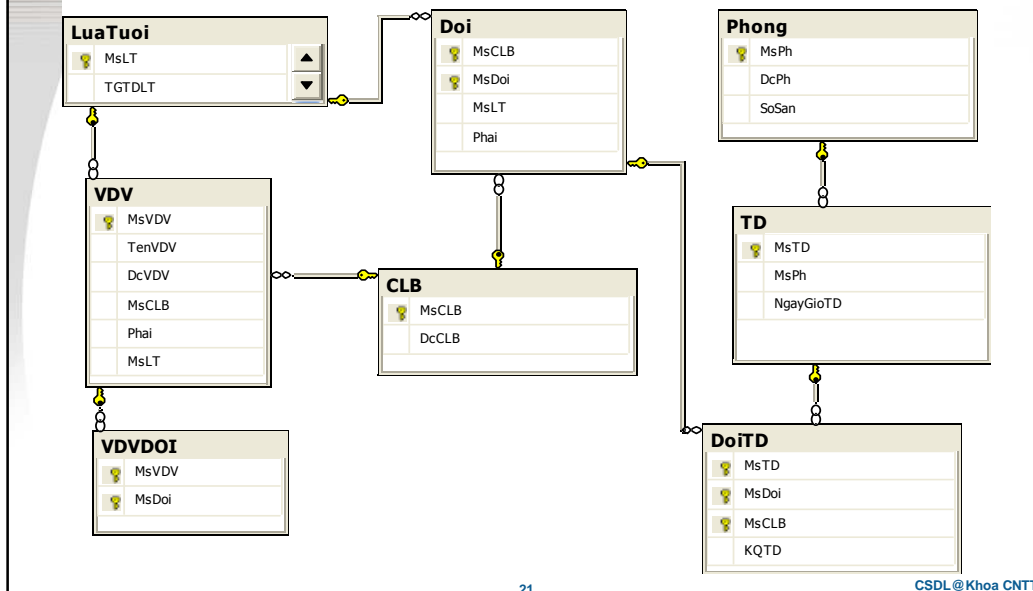 LuaTuoi
MsLT
TGTDLT
Doi
MsCLB
MsDoi
MsLT
Phai
Phong
MsPh
DcPh
SoSan
VDV
MsVDV
TenVDV
DcVDV
MsCLB
Phai
MsLT
CLB
MsCLB
DcCLB
TD
MsTD
MsPh
NgayGioTD
VDVDOI
MsVDV
MsDoi
DoiTD
MsTD
MsDoi
MsCLB
KQTD
21
CSDL@Khoa CNTT